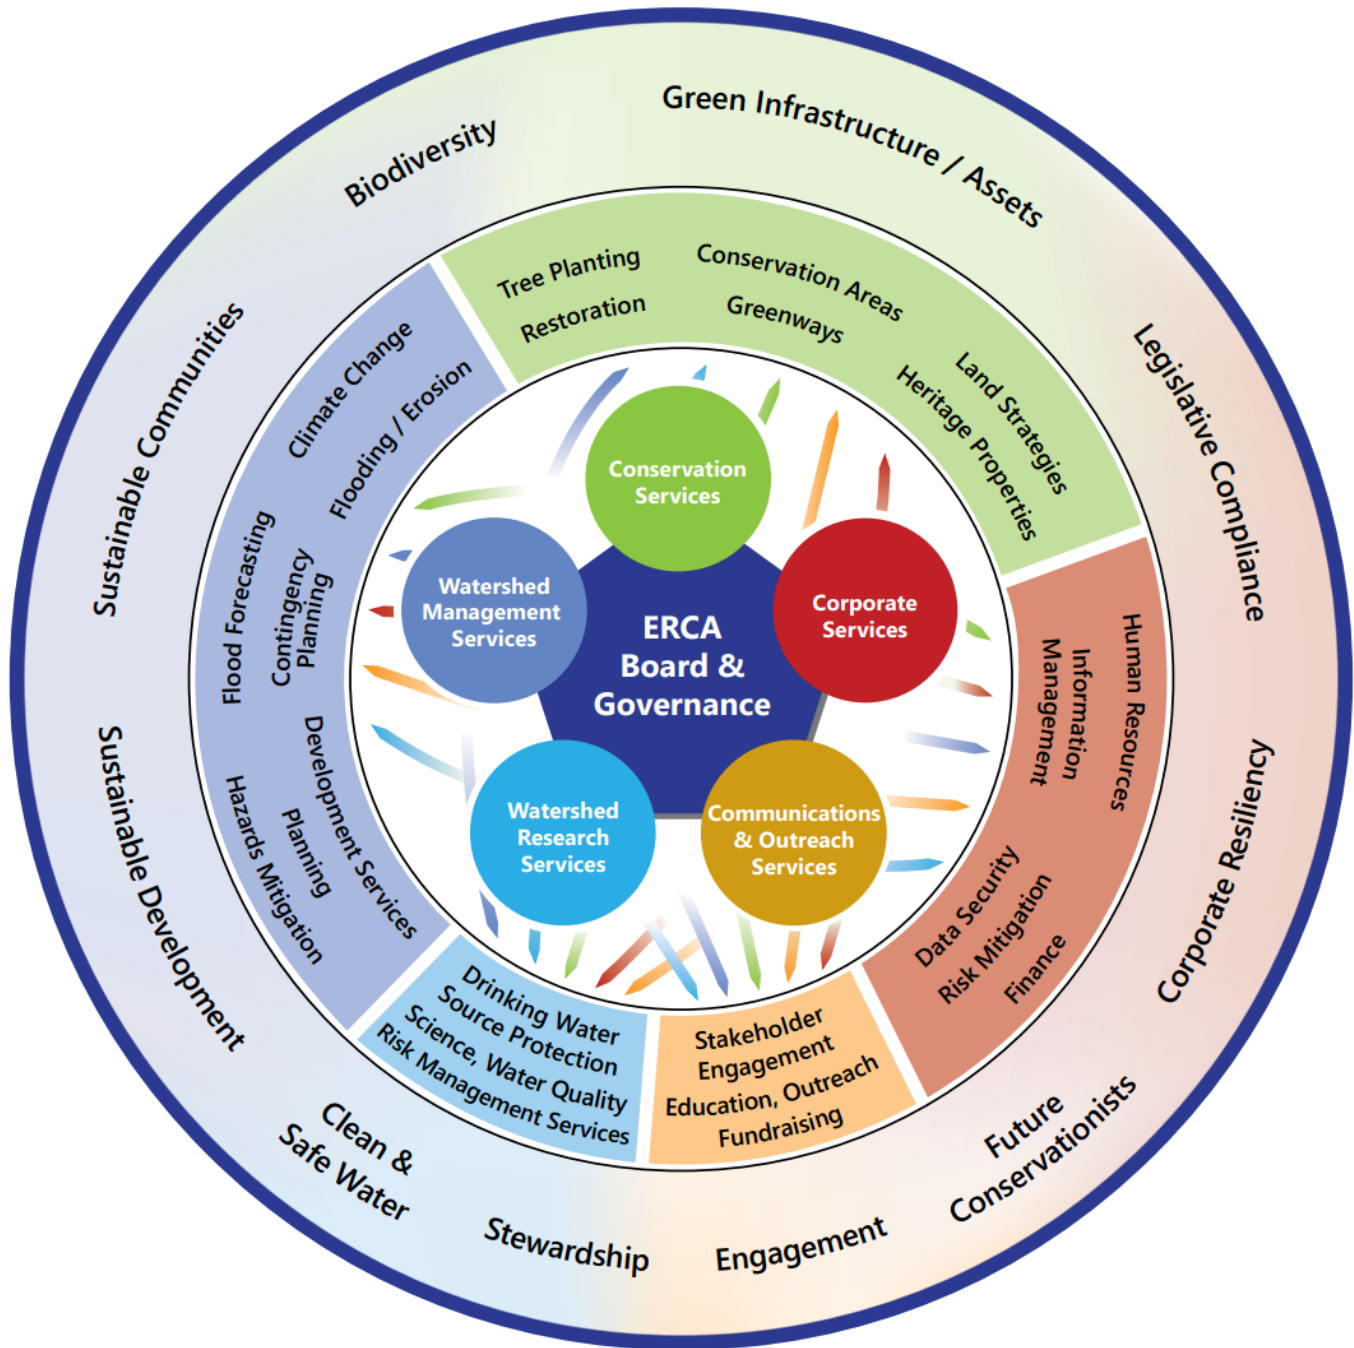 Biodiversity
Green Infrastructure / Assets
Legislative Compliance
Corporate Resiliency
Future
Conservationists
Engagement
Stewardship
Clean &
Safe Water
Sustainable Development
Sustainable Communities
Tree Planting
Restoration
Conservation Areas
Greenways
Land Strategies
Heritage Properties
Human Resources
Information
Management
Data Security
Risk Mitigation
Finance
Stakeholder
Engagement
Education, Outreach
Fundraising
Drinking Water
Source Protection
Science, Water Quality
Risk Management Services
Development Services
Planning
Hazards Mitigation
Flood Forecasting
Contingency
Planning
Climate Change
Flooding / Erosion
Conservation
Services
Corporate
Services
Communications
& Outreach
Services
Watershed
Research
Services
Watershed
Management
Services
ERCA
Board &
Governance